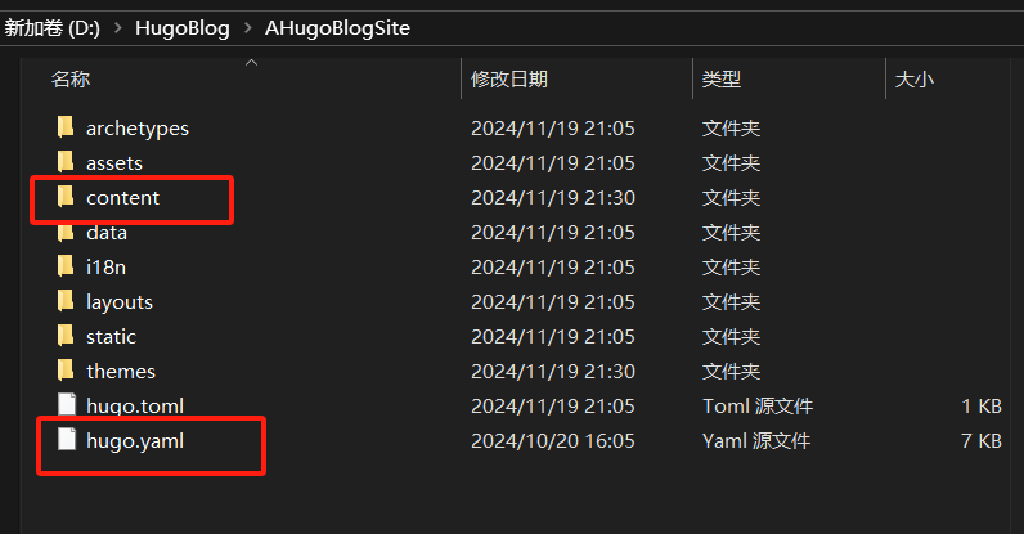 新加卷 (D:) > HugoBlog > AHugoBlogSite
名称 修改日期 类型 大小
archetypes 2024/11/19 21:05 文件夹
assets 2024/11/19 21:05 文件夹
content 2024/11/19 21:30 文件夹
data 2024/11/19 21:05 文件夹
i18n 2024/11/19 21:05 文件夹
layouts 2024/11/19 21:05 文件夹
static 2024/11/19 21:05 文件夹
themes 2024/11/19 21:30 文件夹
hugo.toml 2024/11/19 21:05 Toml 源文件 1 KB
hugo.yaml 2024/10/20 16:05 Yaml 源文件 7 KB